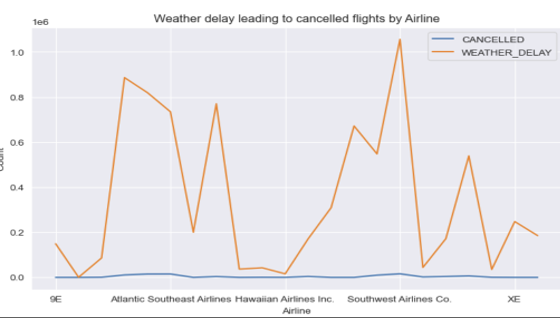 Weather delay leading to cancelled flights by Airline
1e6
CANCELLED
WEATHER_DELAY
1.0
0.8
0.6
0.4
0.2
0.0
9E Atlantic Southeast Airlines Hawaiian Airlines Inc. Southwest Airlines Co. XE
Airline